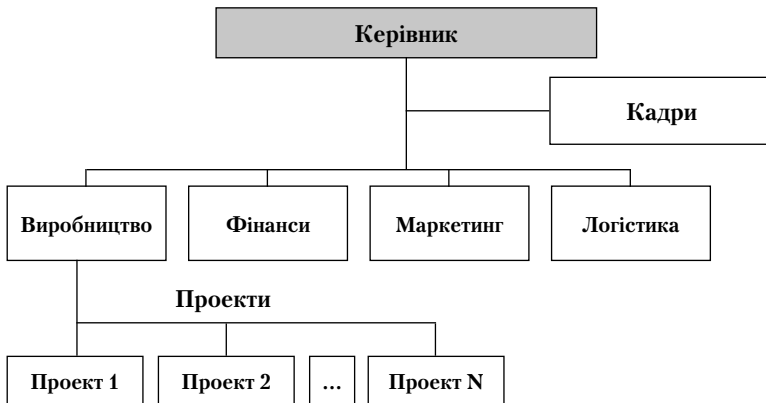 Керівник
Кадри
Виробництво
Фінанси
Маркетинг
Логістика
Проекти
Проект 1
Проект 2
...
Проект N